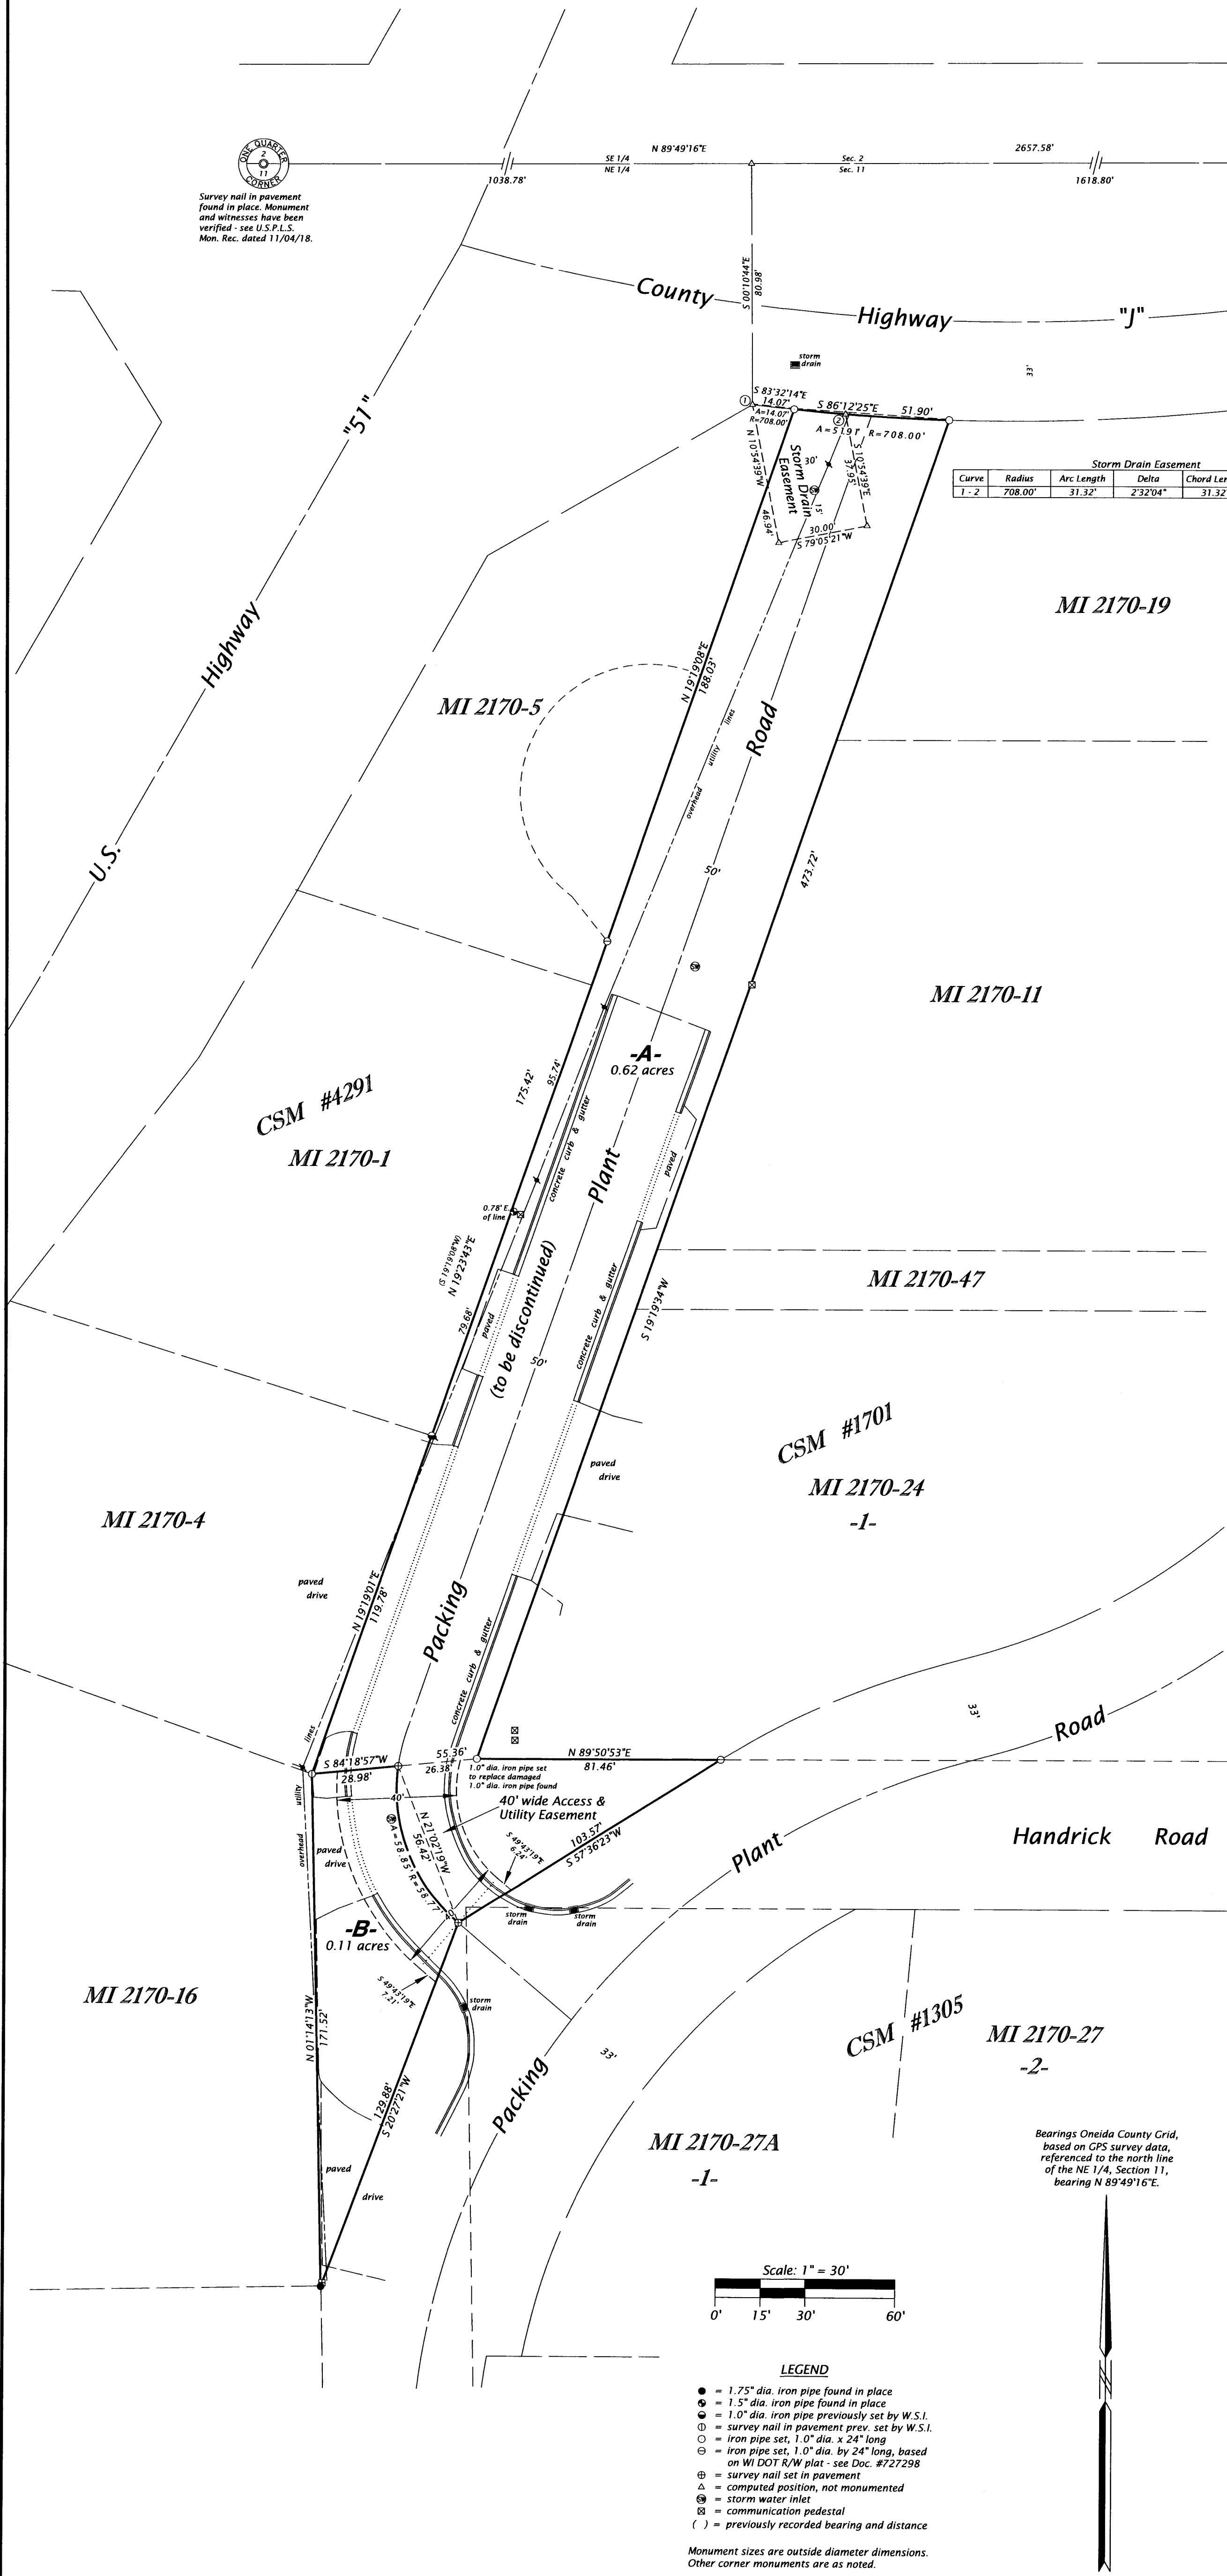 ONE QUARTER
2
11
CORNER
Survey nail in pavement
found in place. Monument
and witnesses have been
verified - see U.S.P.L.S.
Mon. Rec. dated 11/04/18.
N 89°49'16"E
2657.58'
SE 1/4
NE 1/4
Sec. 2
Sec. 11
1038.78'
1618.80'
S 00°10'44"E
80.98'
County
Highway
"J"
"51"
Highway
U.S.
storm
drain
33'
1
S 83°32'14"E
14.07'
A=14.07'
R=708.00'
S 86°12'25"E
51.90'
2
A=51.91'
R=708.00'
N 10°54'39"W
46.94'
Storm Drain
Easement
30'
15'
SW
S 10°54'39"E
37.95'
30.00'
S 79°05'21"W
Storm Drain Easement
Curve
Radius
Arc Length
Delta
Chord Len
1 - 2
708.00'
31.32'
2°32'04"
31.32
MI 2170-19
MI 2170-5
N 19°19'08"E
188.03'
overhead
utility
lines
Road
50'
473.72'
SW
MI 2170-11
-A-
0.62 acres
CSM #4291
MI 2170-1
175.42'
95.74'
concrete curb & gutter
Plant
paved
0.78' E.
of line
(S 19°19'08"W)
N 19°23'43"E
79.68'
paved
(to be discontinued)
concrete curb & gutter
S 19°19'34"W
MI 2170-47
50'
CSM #1701
MI 2170-24
-1-
paved
drive
MI 2170-4
paved
drive
N 19°19'01"E
119.78'
Packing
concrete curb & gutter
lines
utility
overhead
S 84°18'57"W
28.98'
55.36'
26.38'
N 89°50'53"E
81.46'
1.0" dia. iron pipe set
to replace damaged
1.0" dia. iron pipe found
40'
40' wide Access &
Utility Easement
33'
Road
Plant
Handrick Road
SW
A=58.85' R=58.77'
N 21°02'19"W
56.42'
S 49°43'19"E
6.24'
103.57'
S 57°36'23"W
paved
drive
storm
drain
storm
drain
-B-
0.11 acres
S 49°43'19"E
7.21'
storm
drain
MI 2170-16
N 01°14'13"W
171.52'
129.88'
S 20°27'21"W
paved
drive
33'
Packing
CSM #1305
MI 2170-27
-2-
MI 2170-27A
-1-
Bearings Oneida County Grid,
based on GPS survey data,
referenced to the north line
of the NE 1/4, Section 11,
bearing N 89°49'16"E.
Scale: 1" = 30'
0' 15' 30' 60'
LEGEND
= 1.75" dia. iron pipe found in place
= 1.5" dia. iron pipe found in place
= 1.0" dia. iron pipe previously set by W.S.I.
= survey nail in pavement prev. set by W.S.I.
= iron pipe set, 1.0" dia. x 24" long
= iron pipe set, 1.0" dia. by 24" long, based
on WI DOT R/W plat - see Doc. #727298
= survey nail set in pavement
= computed position, not monumented
SW = storm water inlet
= communication pedestal
( ) = previously recorded bearing and distance
Monument sizes are outside diameter dimensions.
Other corner monuments are as noted.